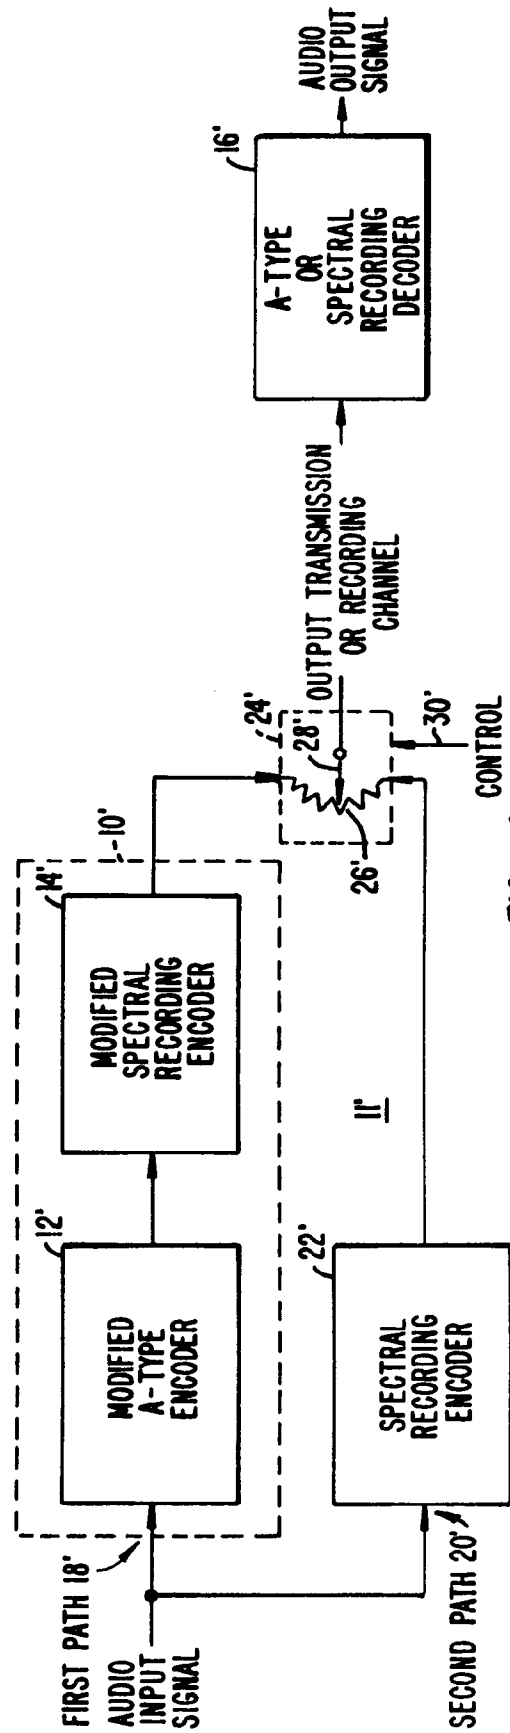 FIRST PATH 18'
AUDIO
INPUT
SIGNAL
12'
MODIFIED
A-TYPE
ENCODER
14'
MODIFIED
SPECTRAL
RECORDING
ENCODER
10'
SECOND PATH 20'
22'
SPECTRAL
RECORDING
ENCODER
11'
24'
26'
28'
30'
CONTROL
OUTPUT TRANSMISSION
OR RECORDING
CHANNEL
16'
A-TYPE
OR
SPECTRAL
RECORDING
DECODER
AUDIO
OUTPUT
SIGNAL